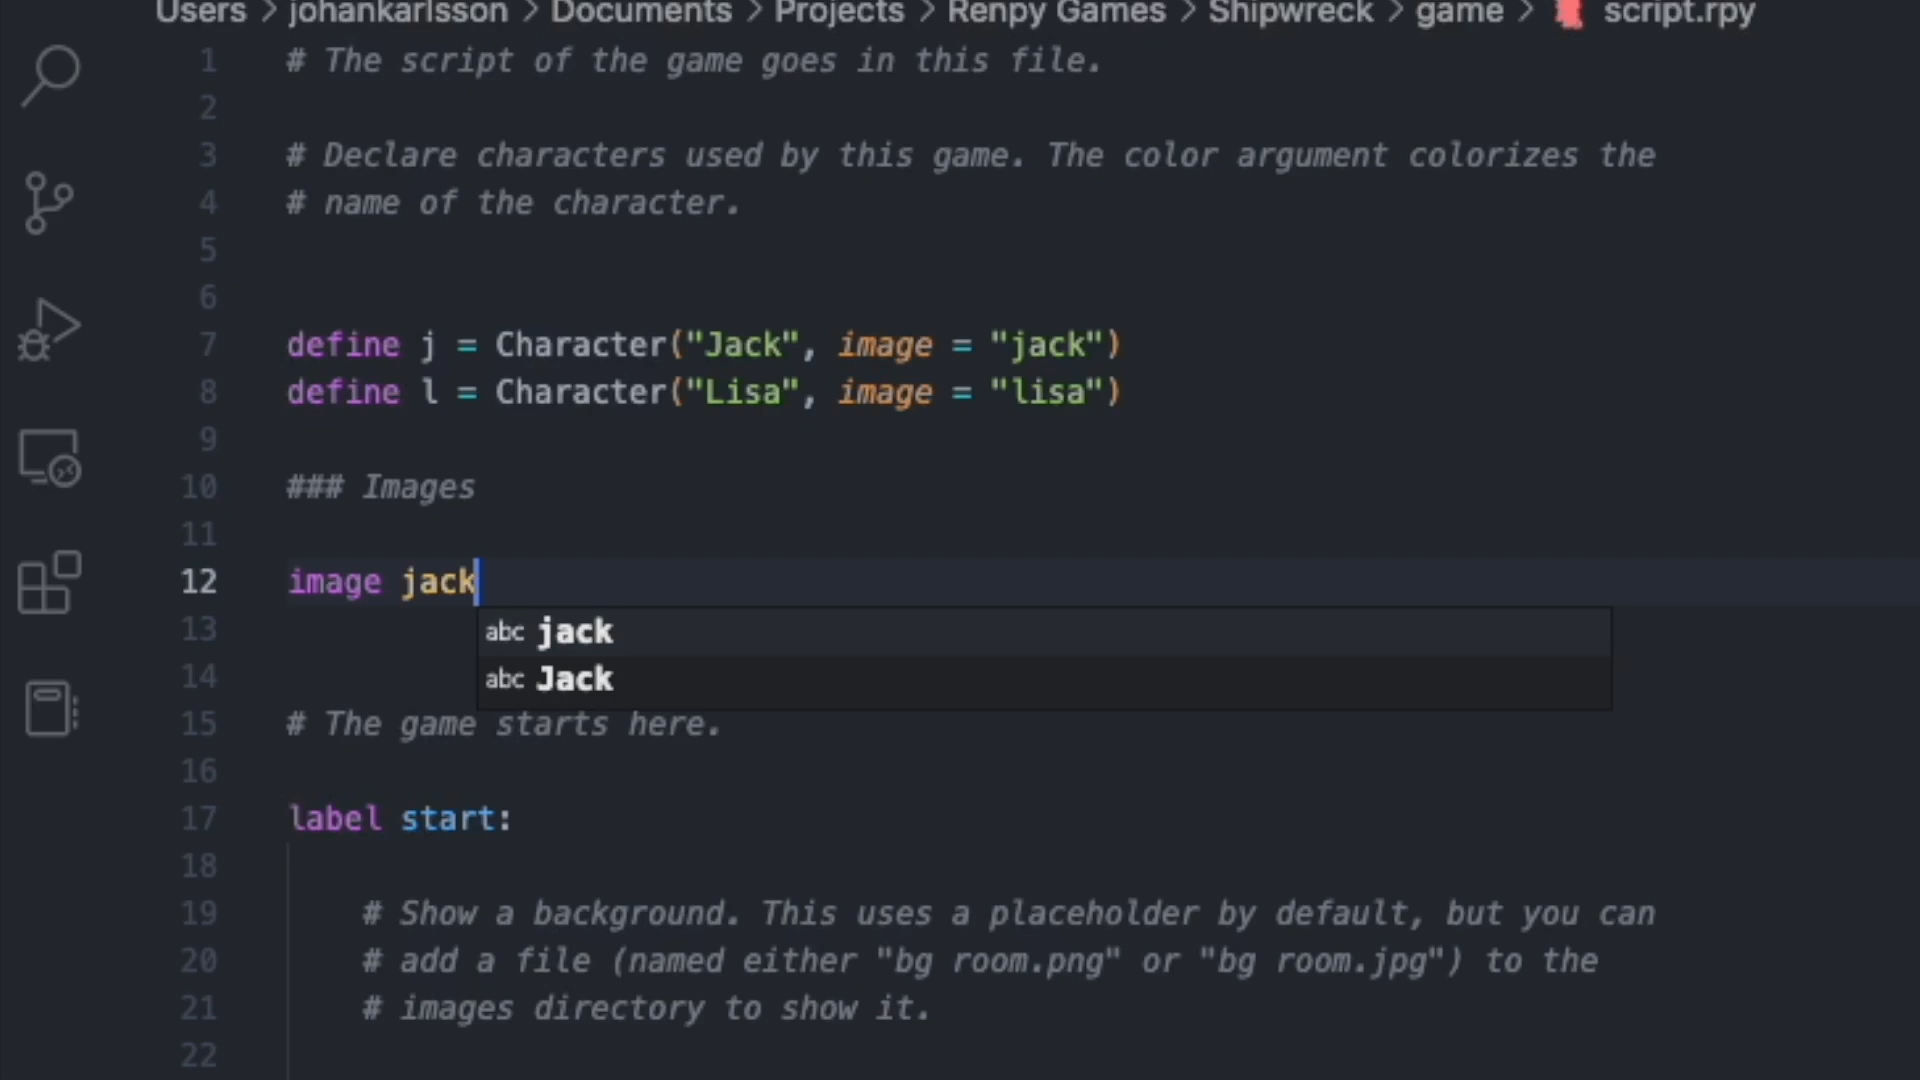 Users > johankarlsson > Documents > Projects > Renpy Games > Shipwreck > game > script.rpy
1 # The script of the game goes in this file.
2
3 # Declare characters used by this game. The color argument colorizes the
4 # name of the character.
5
6
7 define j = Character("Jack", image = "jack")
8 define l = Character("Lisa", image = "lisa")
9
10 ### Images
11
12 image jack
13 abc jack
14 abc Jack
15 # The game starts here.
16
17 label start:
18
19 # Show a background. This uses a placeholder by default, but you can
20 # add a file (named either "bg room.png" or "bg room.jpg") to the
21 # images directory to show it.
22